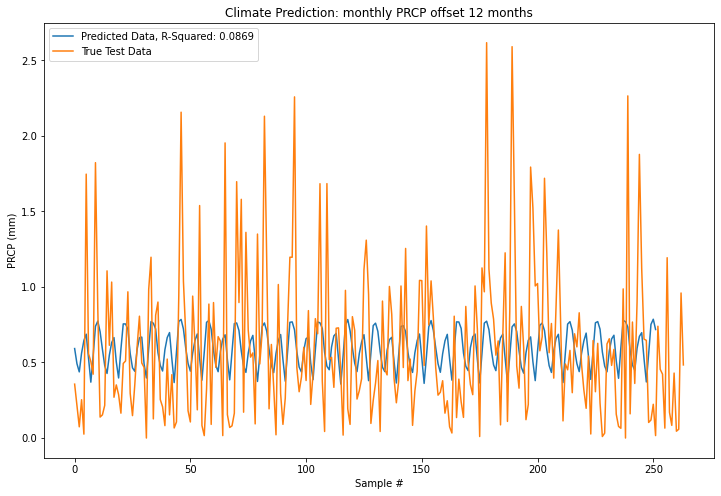 Climate Prediction: monthly PRCP offset 12 months
Predicted Data, R-Squared: 0.0869
True Test Data
2.5
2.0
1.5
1.0
0.5
0.0
PRCP (mm)
0 50 100 150 200 250
Sample #